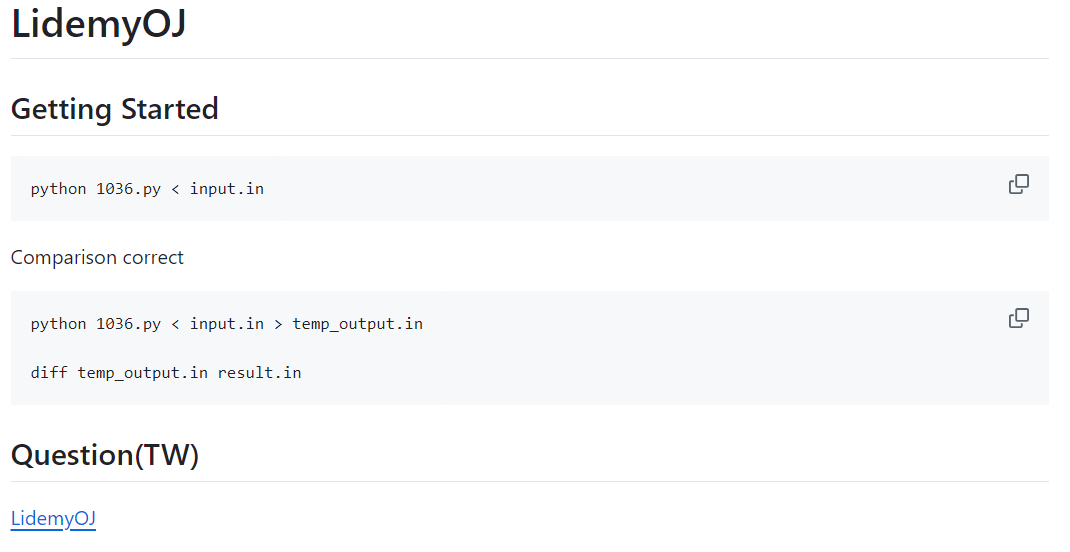 LidemyOJ
Getting Started
python 1036.py < input.in
Comparison correct
python 1036.py < input.in > temp_output.in
diff temp_output.in result.in
Question(TW)
LidemyOJ